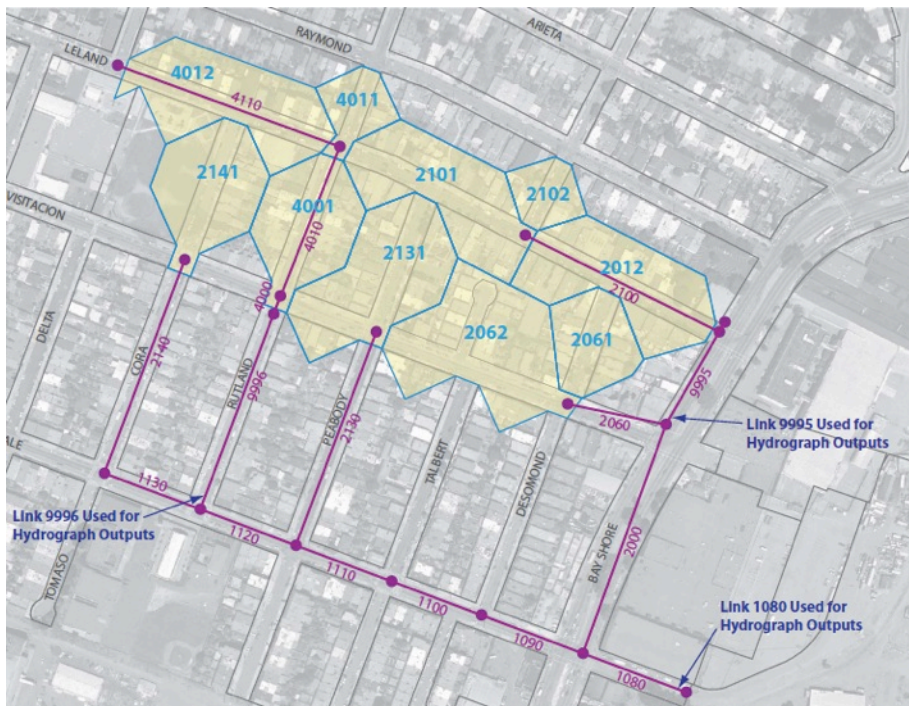 RAYMOND
ARIETA
LELAND
4012
4110
4011
2141
2101
2102
VISITACION
4001
4010
2131
2012
2100
4000
2062
2061
DELTA
CORA
2140
RUTLAND
9996
PEABODY
2130
9995
2060
Link 9995 Used for
Hydrograph Outputs
TALBERT
DESOMOND
ALE
1130
Link 9996 Used for
Hydrograph Outputs
1120
BAY SHORE
2000
TOMASO
1110
1100
1090
Link 1080 Used for
Hydrograph Outputs
1080